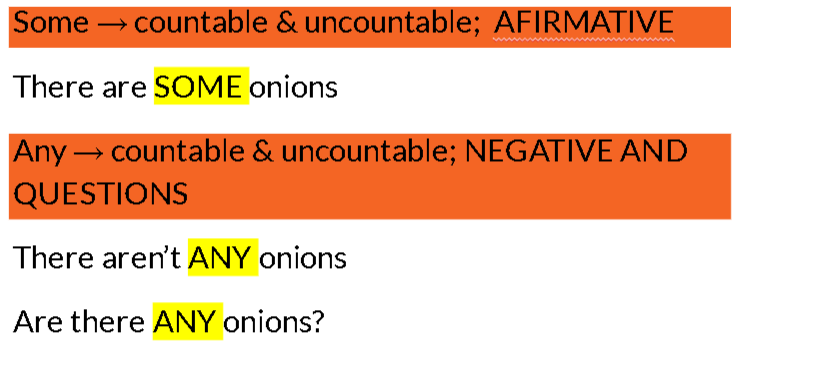 Some → countable & uncountable; AFIRMATIVE
There are SOME onions
Any → countable & uncountable; NEGATIVE AND
QUESTIONS
There aren’t ANY onions
Are there ANY onions?